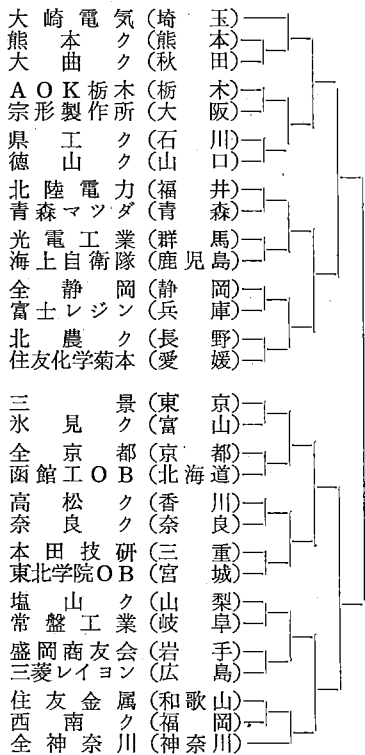 大崎電気(埼玉)
熊本ク(熊本)
大曲ク(秋田)
AOK栃木(栃木)
宗形製作所(大阪)
県工ク(石川)
徳山ク(山口)
北陸電力(福井)
青森マツダ(青森)
光電工業(群馬)
海上自衛隊(鹿児島)
全静岡(静岡)
富士レジン(兵庫)
北農ク(長野)
住友化学菊本(愛媛)
三景(東京)
氷見ク(富山)
全京都(京都)
函館工OB(北海道)
高松ク(香川)
奈良ク(奈良)
本田技研(三重)
東北学院OB(宮城)
塩山ク(山梨)
常盤工業(岐阜)
盛岡商友会(岩手)
三菱レイヨン(広島)
住友金属(和歌山)
西南ク(福岡)
全神奈川(神奈川)